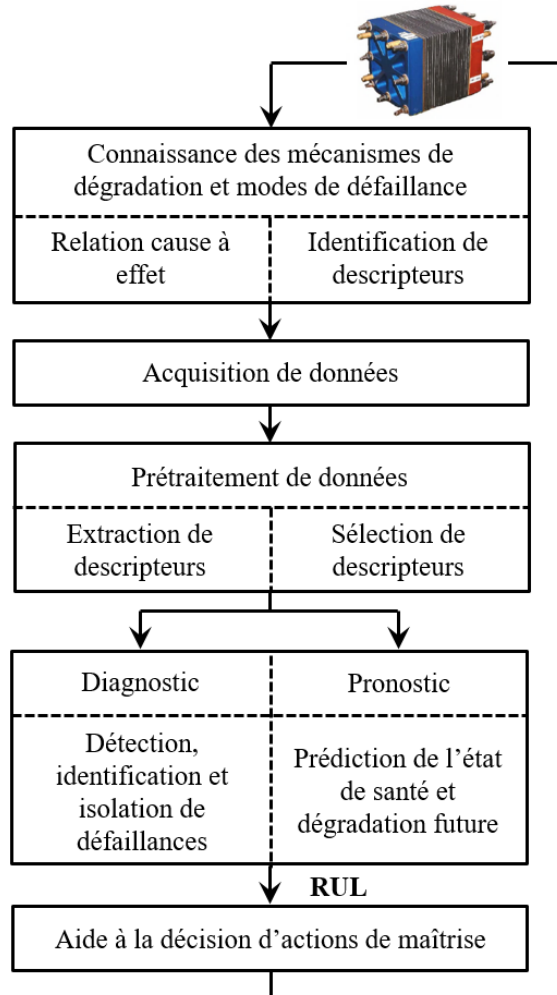 Connaissance des mécanismes de
dégradation et modes de défaillance
Relation cause à
effet
Identification de
descripteurs
Acquisition de données
Prétraitement de données
Extraction de
descripteurs
Sélection de
descripteurs
Diagnostic
Pronostic
Détection,
identification et
isolation de
défaillances
Prédiction de l’état
de santé et
dégradation future
RUL
Aide à la décision d’actions de maîtrise